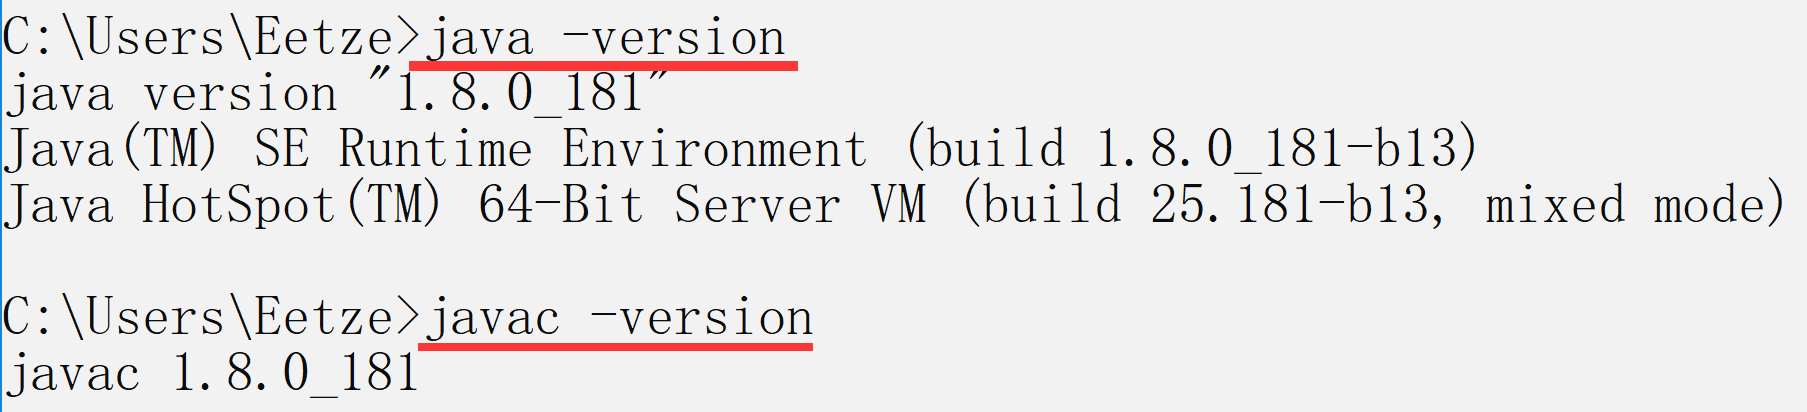 C:\Users\Eetze>java -version
java version "1.8.0_181"
Java(TM) SE Runtime Environment (build 1.8.0_181-b13)
Java HotSpot(TM) 64-Bit Server VM (build 25.181-b13, mixed mode)
C:\Users\Eetze>javac -version
javac 1.8.0_181